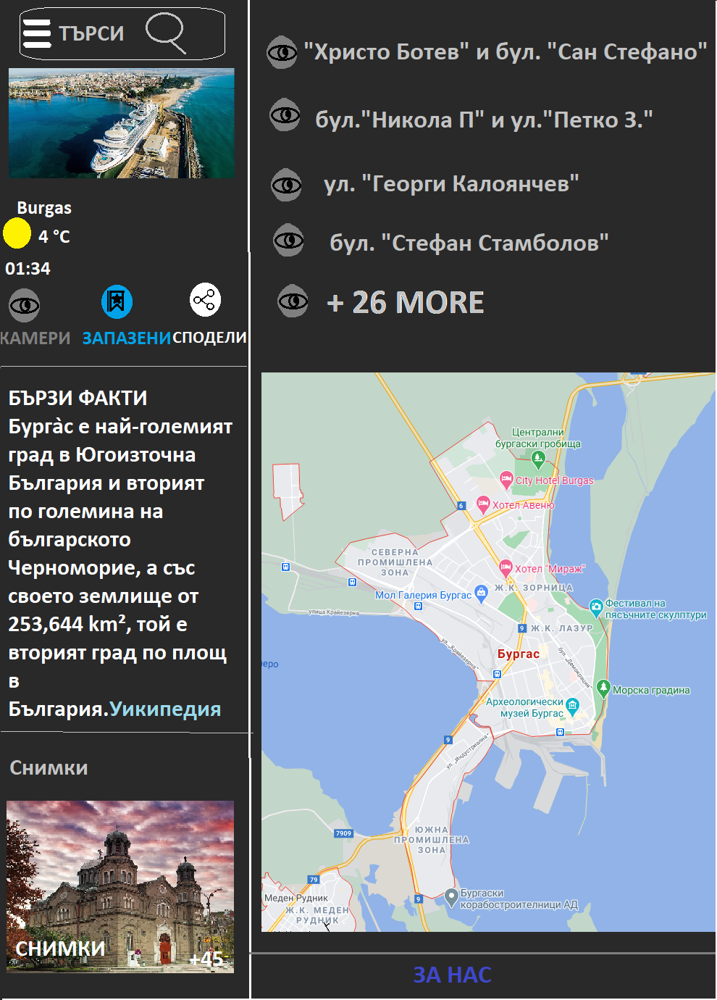 ТЪРСИ
Burgas
4 °C
01:34
КАМЕРИ
ЗАПАЗЕНИ
СПОДЕЛИ
БЪРЗИ ФАКТИ
Бурга̀с е най-големият
град в Югоизточна
България и вторият
по големина на
българското
Черноморие, а със
своето землище от
253,644 km², той е
вторият град по площ
в
България.Уикипедия
Снимки
СНИМКИ
+45
"Христо Ботев" и бул. "Сан Стефано"
бул."Никола П" и ул."Петко З."
ул. "Георги Калоянчев"
бул. "Стефан Стамболов"
+ 26 MORE
Централни
бургаски гробища
City Hotel Burgas
6
Хотел Авеню
СЕВЕРНА
ПРОМИШЛЕНА
ЗОНА
Хотел "Мираж"
Ж.К. ЗОРНИЦА
Мол Галерия Бургас
Фестивал на
пясъчните скулптури
улица Крайезерна
9
Ж.К. ЛАЗУР
ул. „Крайезерна“
Бургас
бул. „Демокрация“
езеро
Морска градина
Археологически
музей Бургас
9
ул. „Индустриална“
7909
ЮЖНА
ПРОМИШЛЕНА
ЗОНА
79
Меден Рудник
Ж.К. МЕДЕН
РУДНИК
9
Бургаски
корабостроителници АД
ЗА НАС